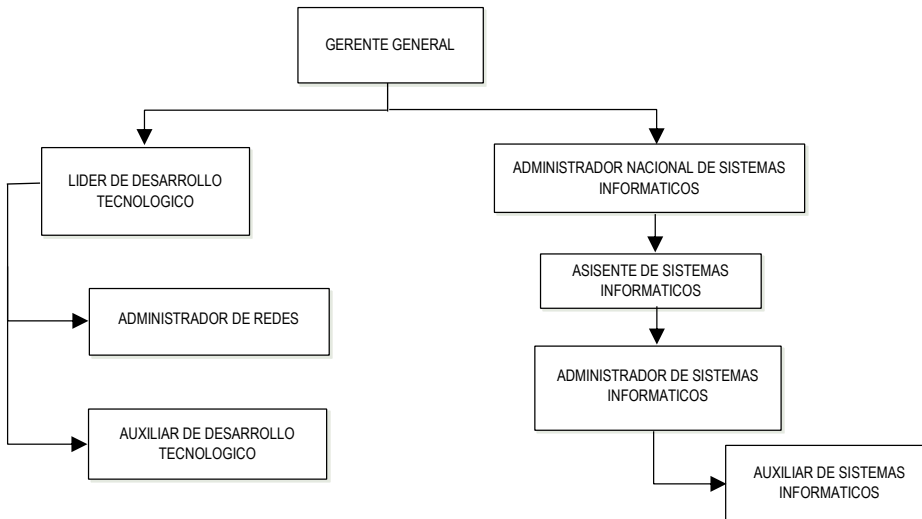 GERENTE GENERAL
LIDER DE DESARROLLO
TECNOLOGICO
ADMINISTRADOR NACIONAL DE SISTEMAS
INFORMATICOS
ASISENTE DE SISTEMAS
INFORMATICOS
ADMINISTRADOR DE REDES
ADMINISTRADOR DE SISTEMAS
INFORMATICOS
AUXILIAR DE DESARROLLO
TECNOLOGICO
AUXILIAR DE SISTEMAS
INFORMATICOS